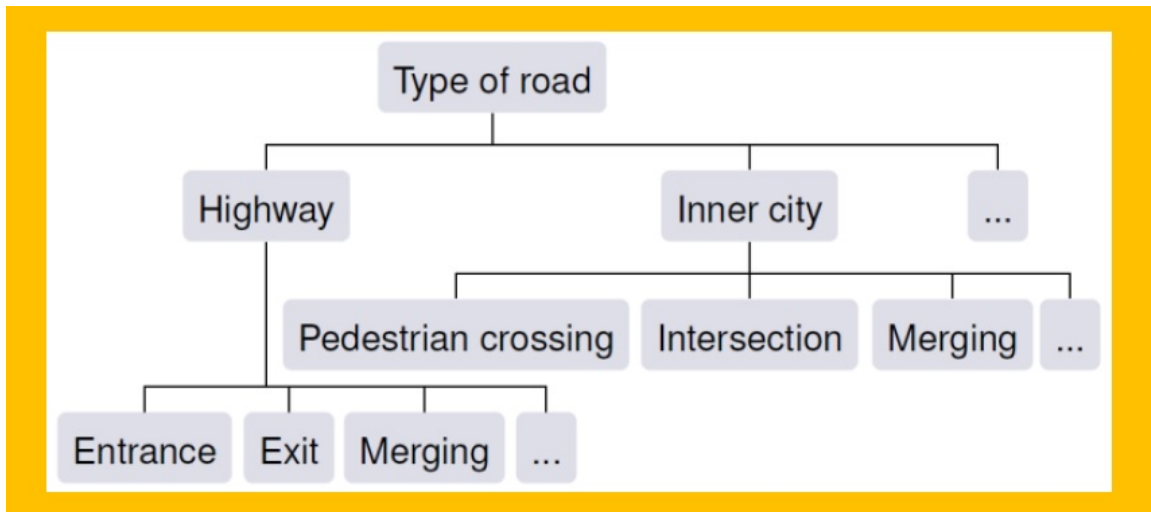 Type of road
Highway
Inner city
...
Pedestrian crossing
Intersection
Merging
...
Entrance
Exit
Merging
...